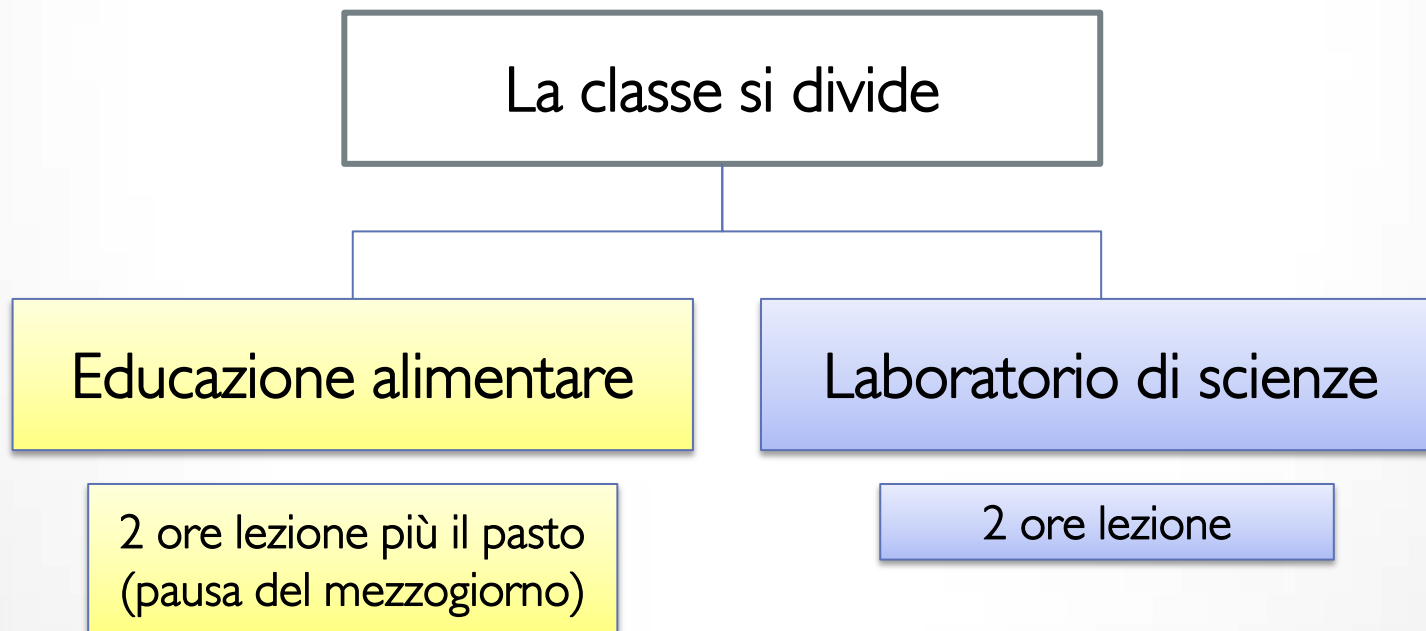 La classe si divide
Educazione alimentare
Laboratorio di scienze
2 ore lezione più il pasto
(pausa del mezzogiorno)
2 ore lezione